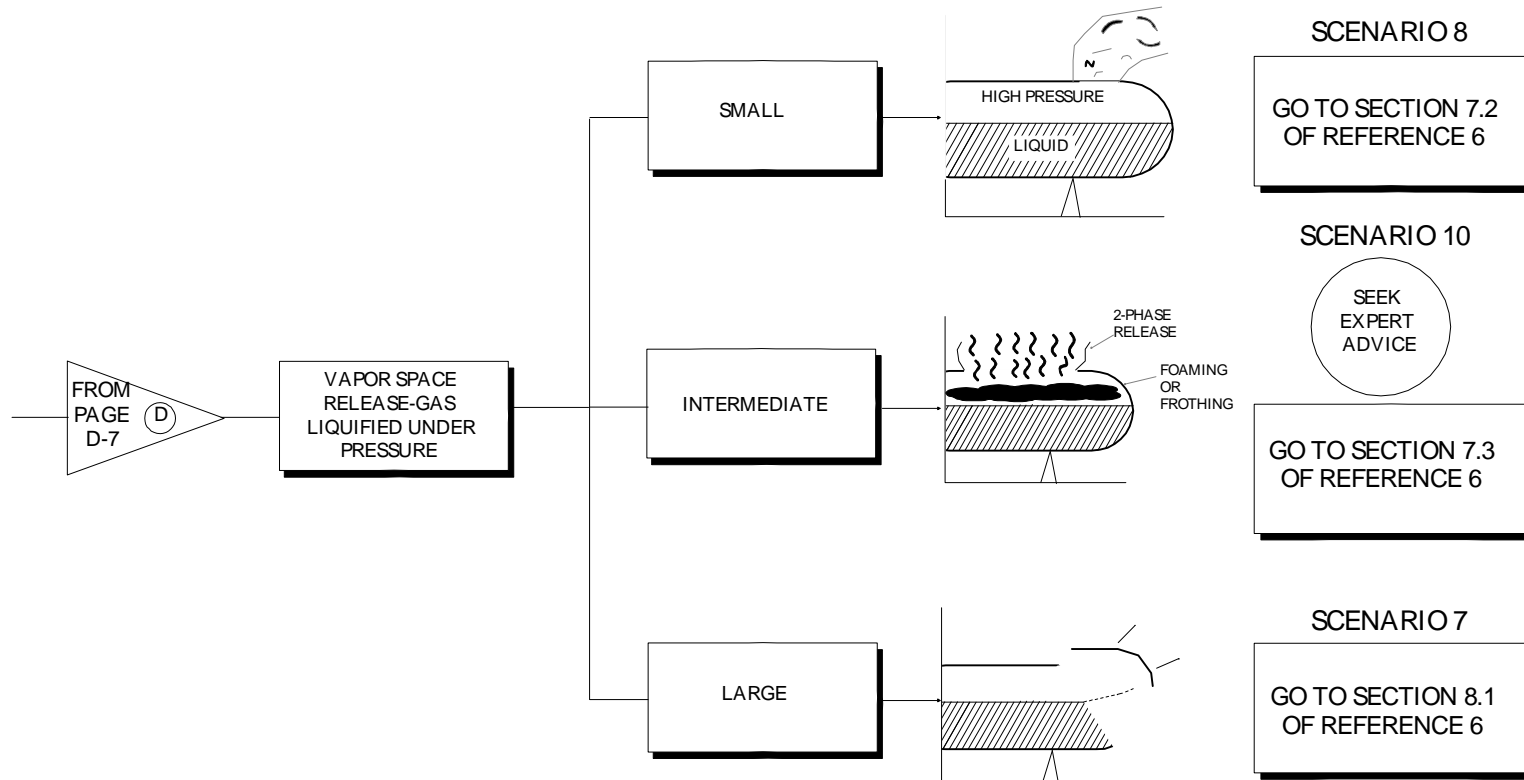 FROM
PAGE
D-7
D
VAPOR SPACE
RELEASE-GAS
LIQUIFIED UNDER
PRESSURE
SMALL
HIGH PRESSURE
LIQUID
SCENARIO 8
GO TO SECTION 7.2
OF REFERENCE 6
INTERMEDIATE
2-PHASE
RELEASE
FOAMING
OR
FROTHING
SCENARIO 10
SEEK
EXPERT
ADVICE
GO TO SECTION 7.3
OF REFERENCE 6
LARGE
SCENARIO 7
GO TO SECTION 8.1
OF REFERENCE 6